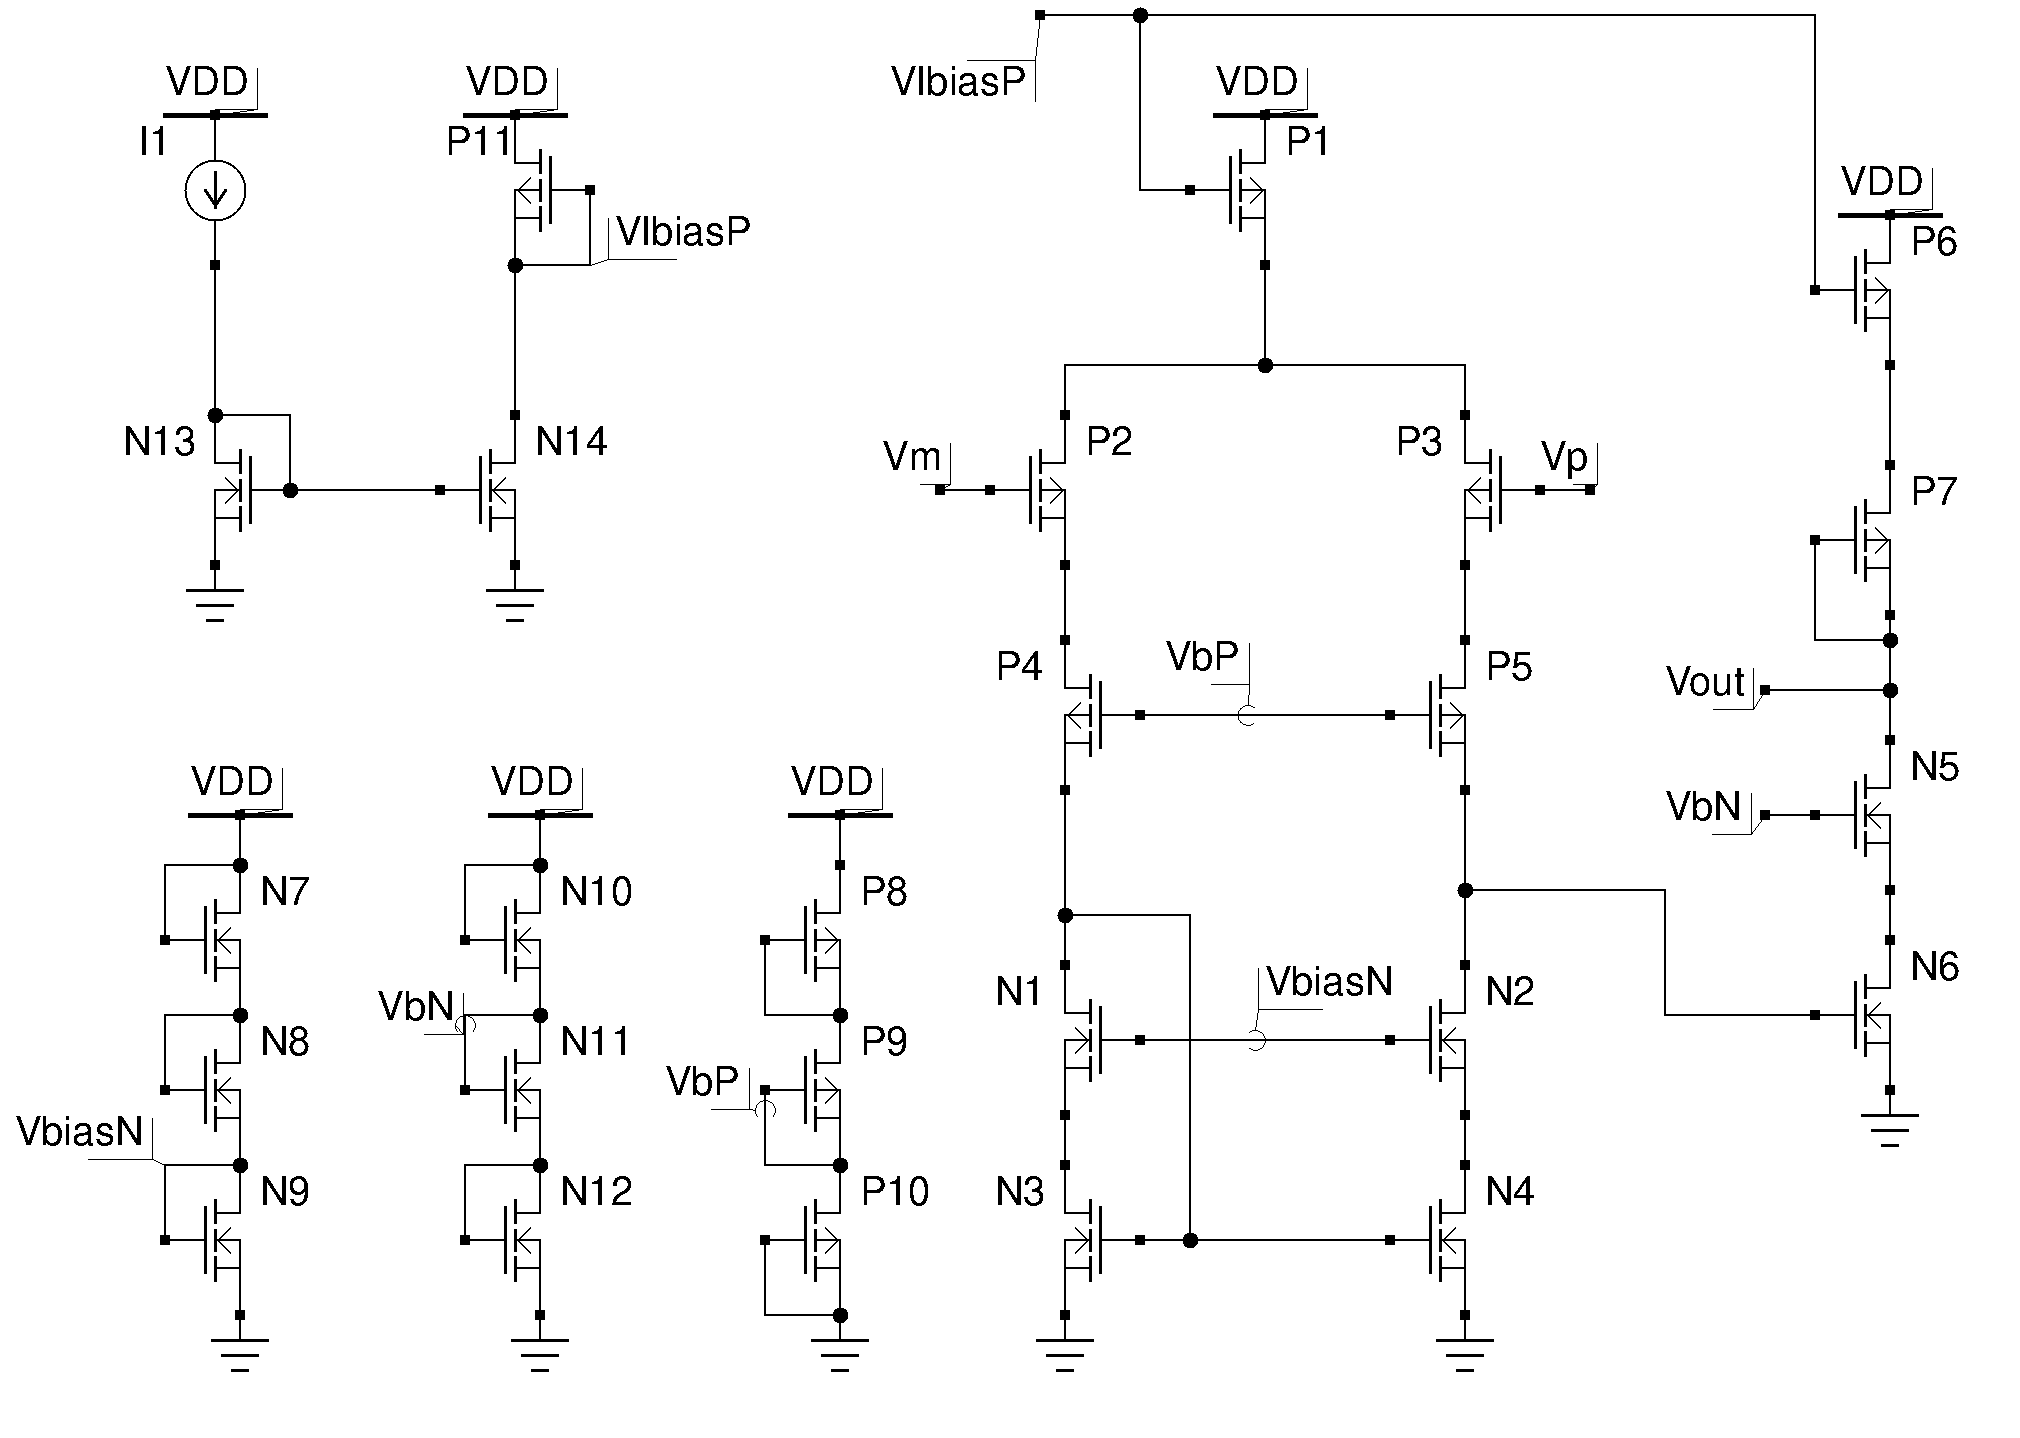 VDD
VDD
VIbiasP
VDD
I1
P11
P1
VDD
VIbiasP
P6
N13
N14
Vm
P2
P3
Vp
P7
P4
VbP
P5
Vout
VDD
VDD
VDD
N5
VbN
N7
N10
P8
N1
VbiasN
N2
N6
VbN
N8
N11
P9
VbP
VbiasN
N9
N12
P10
N3
N4